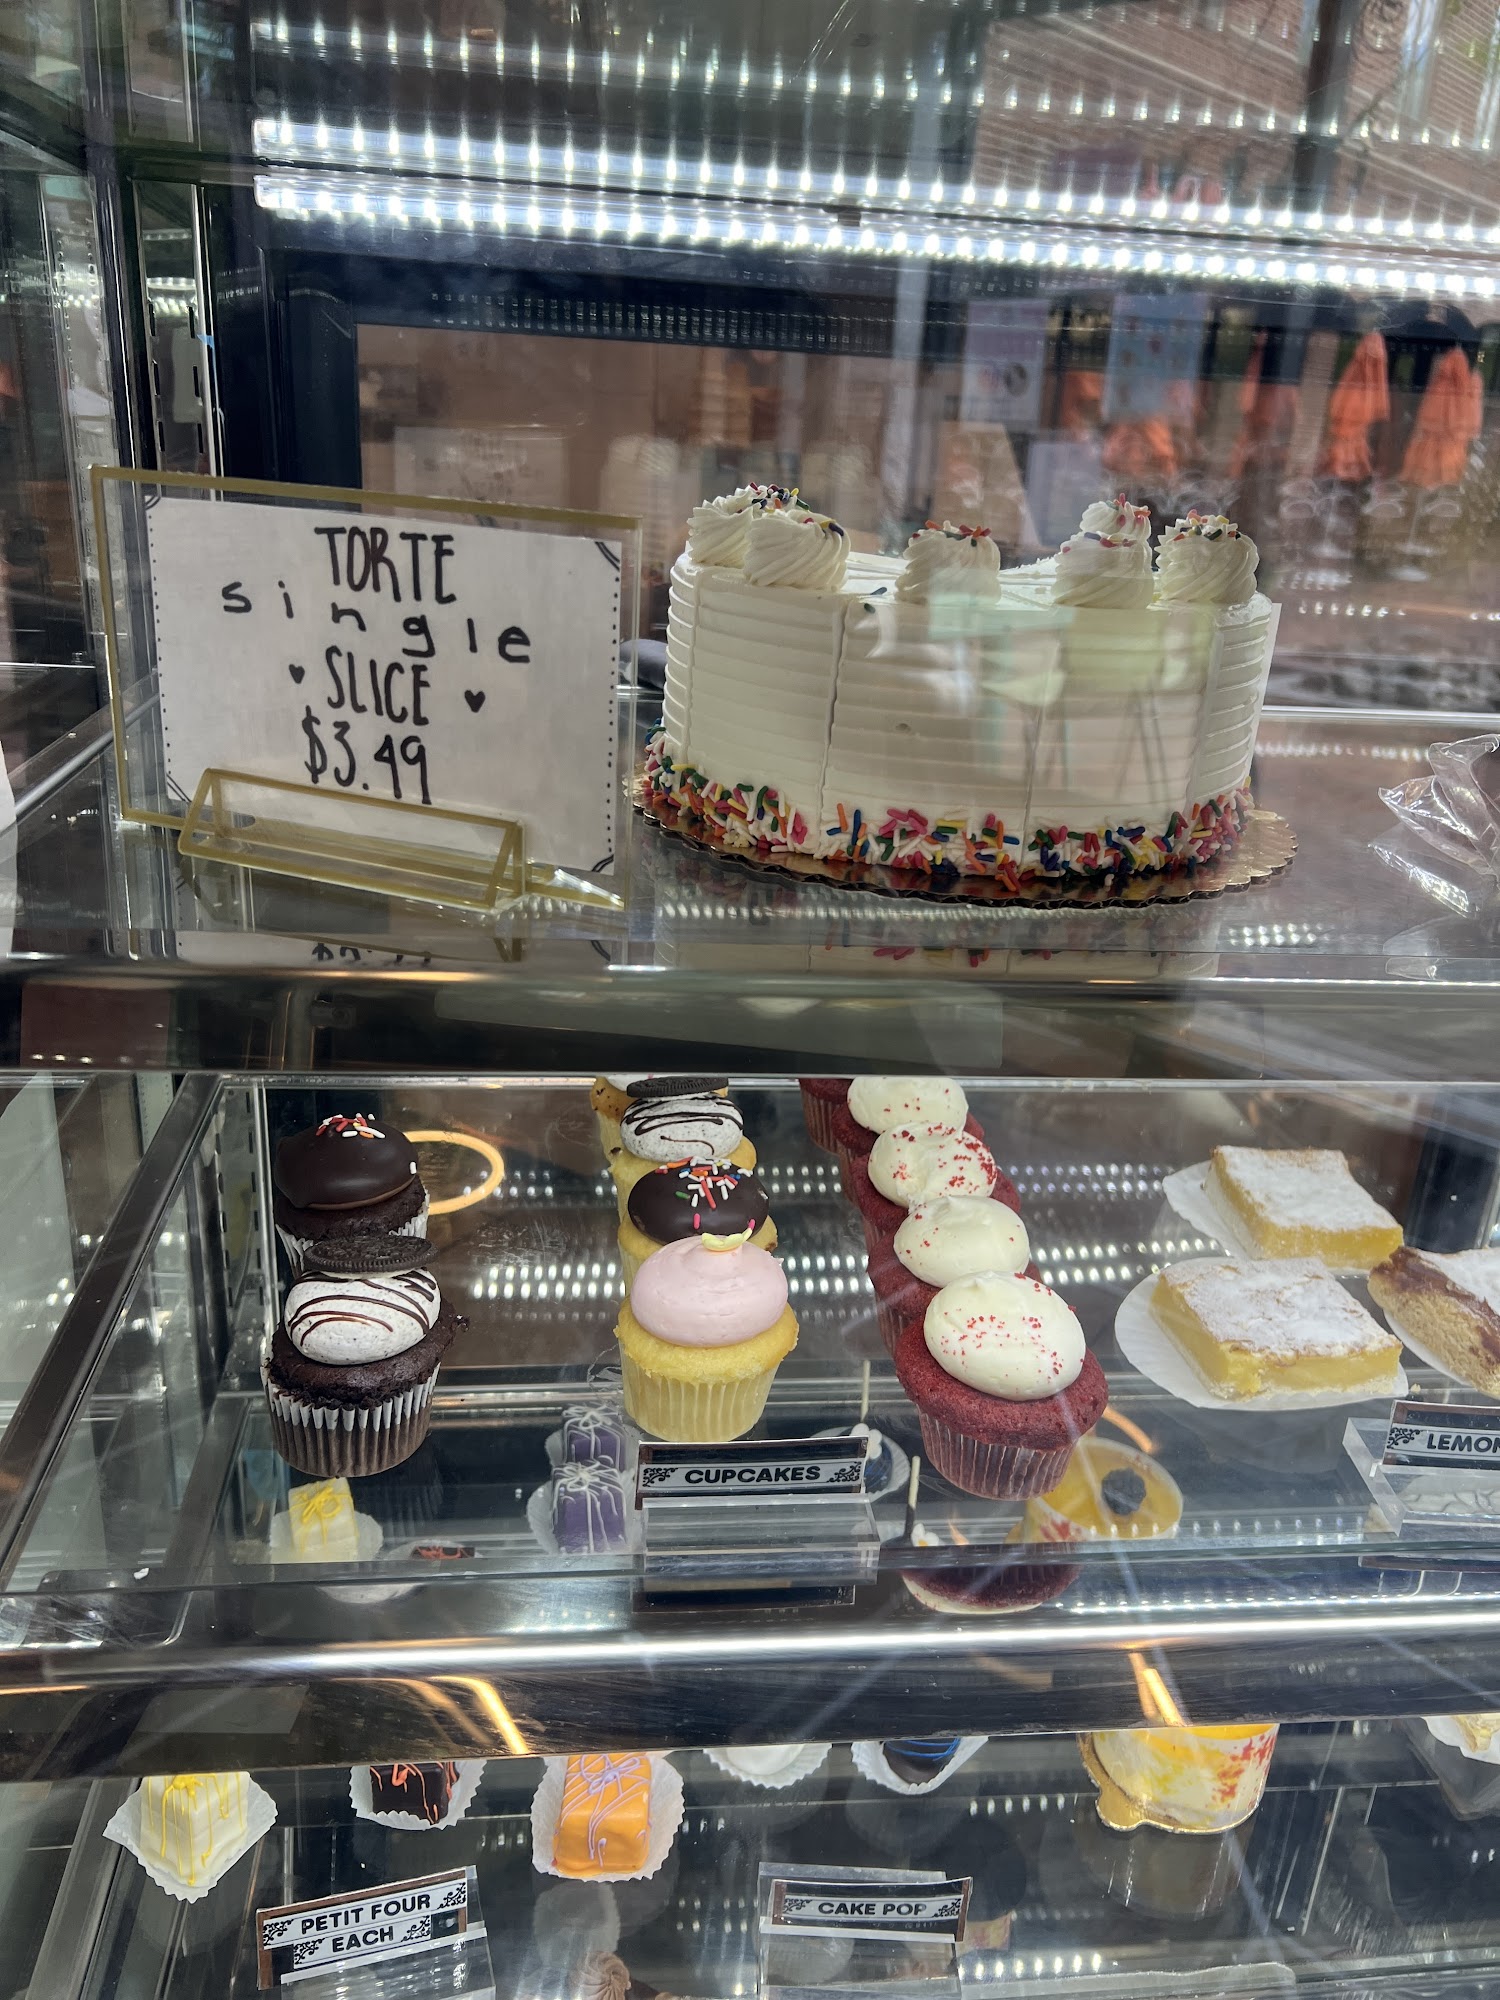 TORTE
single
SLICE
$3.49
CUPCAKES
LEMON
PETIT FOUR
EACH
CAKE POP